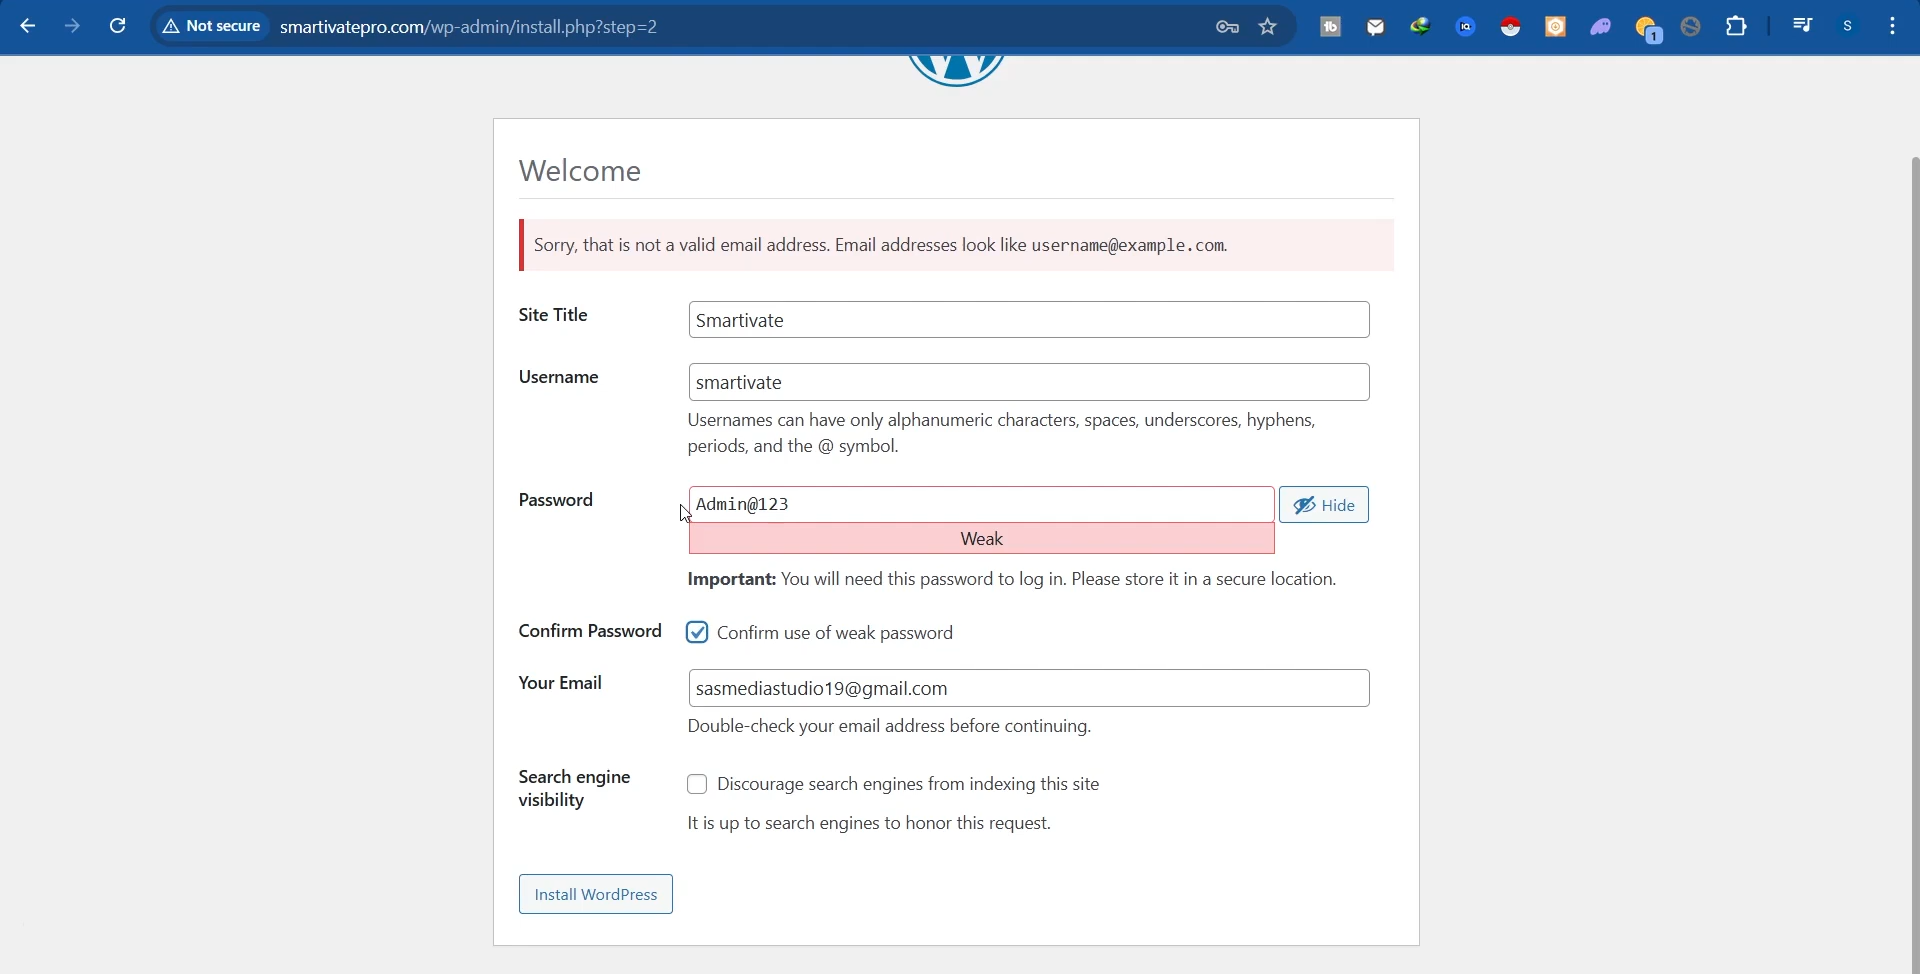 Not secure
smartivatepro.com/wp-admin/install.php?step=2
1
S
Welcome
Sorry, that is not a valid email address. Email addresses look like username@example.com.
Site Title
Smartivate
Username
smartivate
Usernames can have only alphanumeric characters, spaces, underscores, hyphens,
periods, and the @ symbol.
Password
Admin@123
Hide
Weak
Important: You will need this password to log in. Please store it in a secure location.
Confirm Password
Confirm use of weak password
Your Email
sasmediastudio19@gmail.com
Double-check your email address before continuing.
Search engine
visibility
Discourage search engines from indexing this site
It is up to search engines to honor this request.
Install WordPress